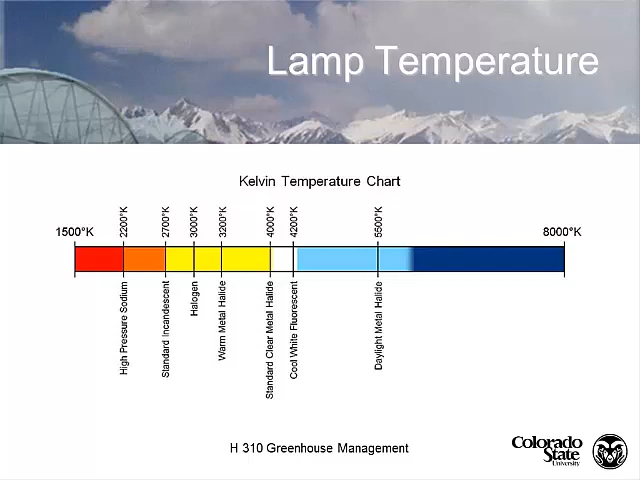 Lamp Temperature
Kelvin Temperature Chart
1500°K
2200°K
2700°K
3000°K
3200°K
4000°K
4200°K
5500°K
8000°K
High Pressure Sodium
Standard Incandescent
Halogen
Warm Metal Halide
Standard Clear Metal Halide
Cool White Fluorescent
Daylight Metal Halide
H 310 Greenhouse Management
Colorado
State
University